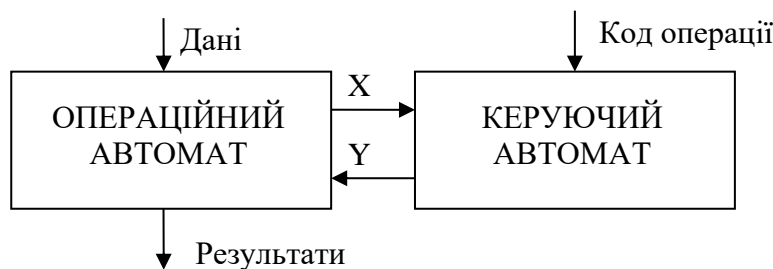 Дані
Код операції
ОПЕРАЦІЙНИЙ
АВТОМАТ
X
Y
КЕРУЮЧИЙ
АВТОМАТ
Результати